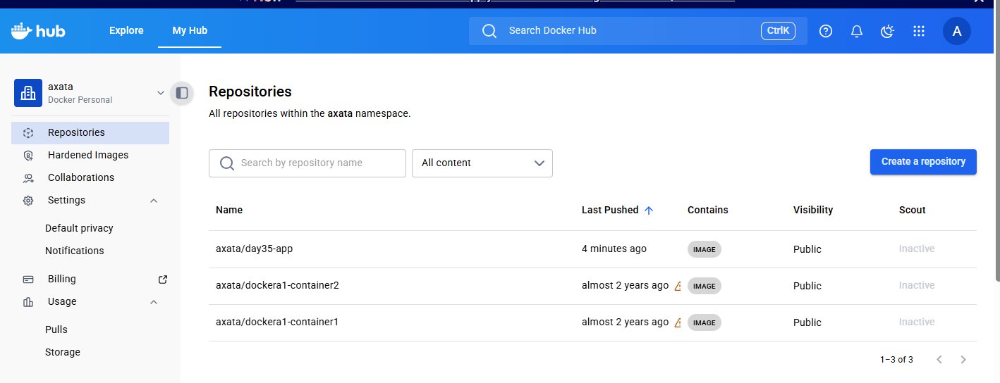 hub
Explore
My Hub
Search Docker Hub
CtrlK
A
axata
Docker Personal
Repositories
Hardened Images
Collaborations
Settings
Default privacy
Notifications
Billing
Usage
Pulls
Storage
Repositories
All repositories within the axata namespace.
Search by repository name
All content
Create a repository
Name Last Pushed Contains Visibility Scout
axata/day35-app 4 minutes ago IMAGE Public Inactive
axata/dockera1-container2 almost 2 years ago IMAGE Public Inactive
axata/dockera1-container1 almost 2 years ago IMAGE Public Inactive
1–3 of 3